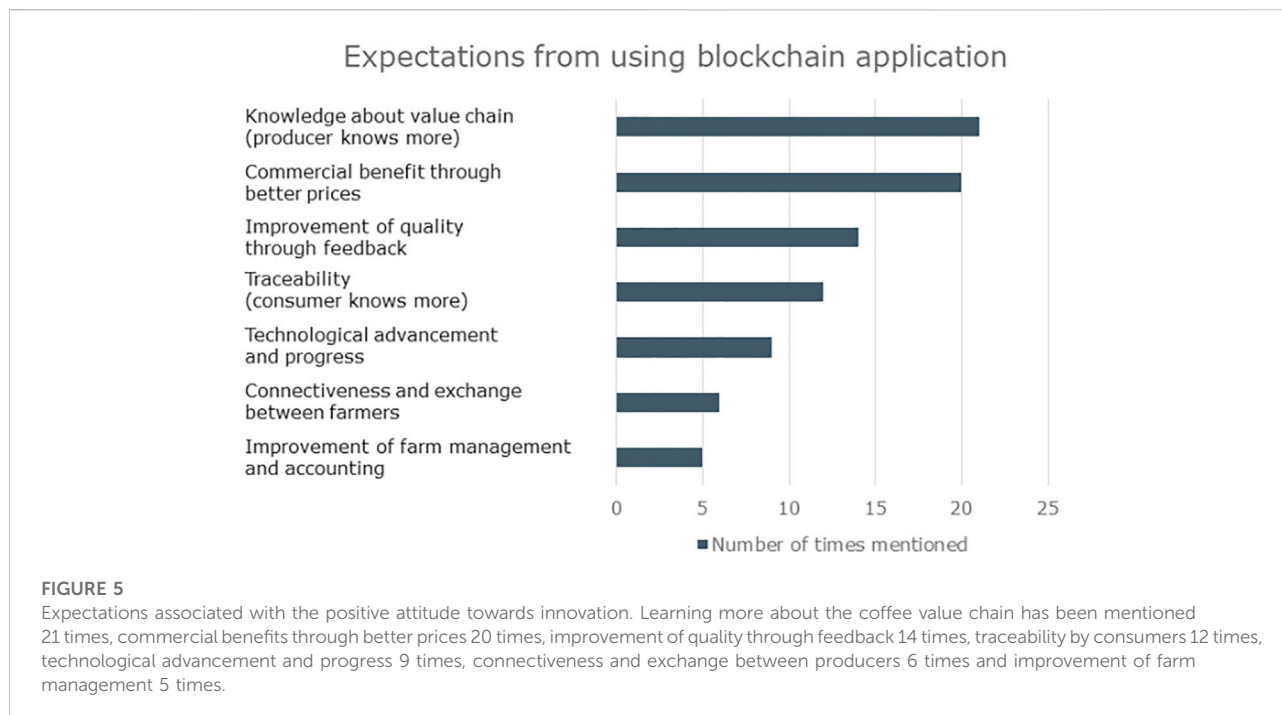 Expectations from using blockchain application
Knowledge about value chain
(producer knows more)
Commercial benefit through
better prices
Improvement of quality
through feedback
Traceability
(consumer knows more)
Technological advancement
and progress
Connectiveness and exchange
between farmers
Improvement of farm management
and accounting
0 5 10 15 20 25
Number of times mentioned
FIGURE 5
Expectations associated with the positive attitude towards innovation. Learning more about the coffee value chain has been mentioned
21 times, commercial benefits through better prices 20 times, improvement of quality through feedback 14 times, traceability by consumers 12 times,
technological advancement and progress 9 times, connectiveness and exchange between producers 6 times and improvement of farm
management 5 times.